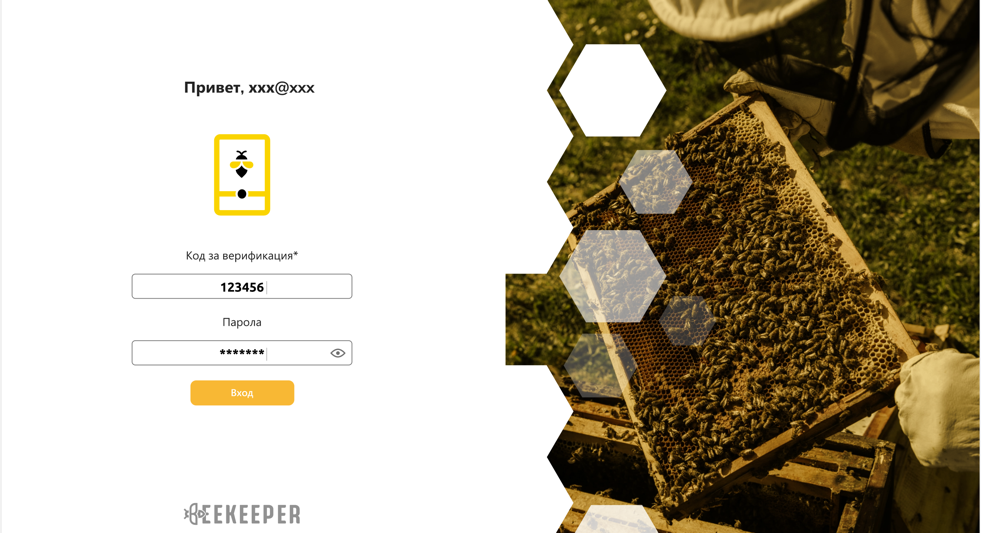 Привет, xxx@xxx
Код за верификация*
123456
Парола
*******
Вход
BEEKEEPER